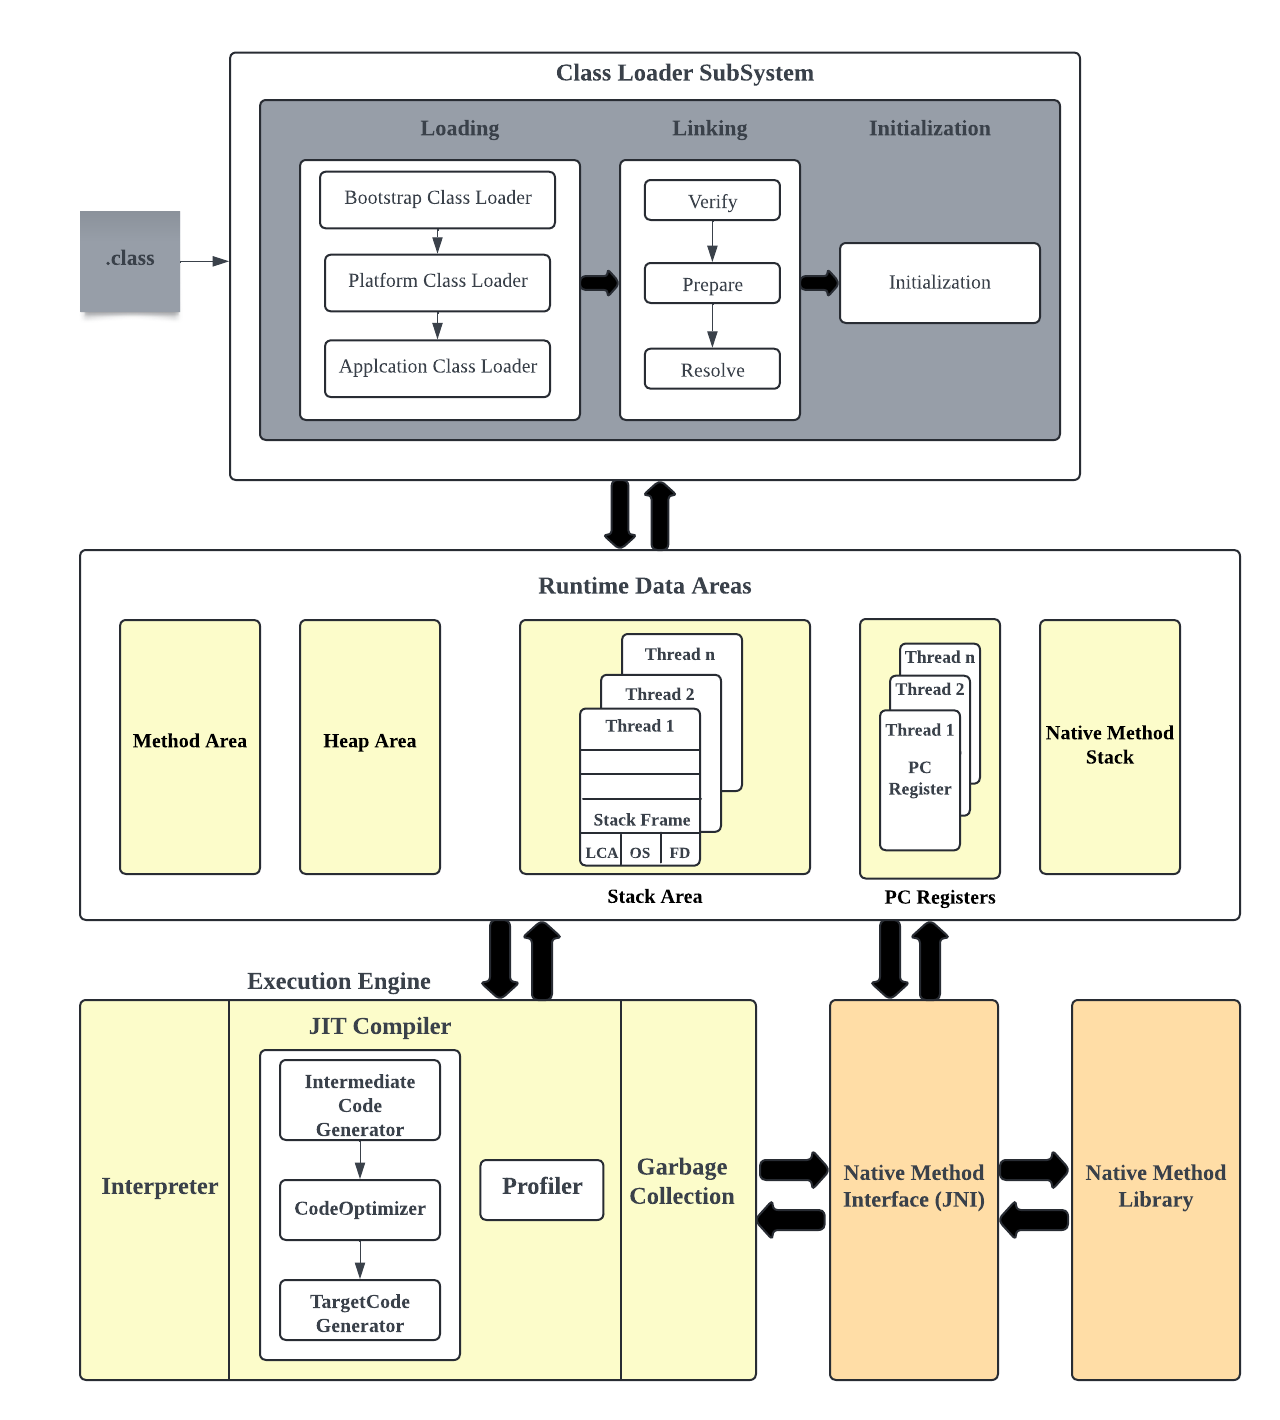 Class Loader SubSystem
Loading
Linking
Initialization
.class
Bootstrap Class Loader
Platform Class Loader
Applcation Class Loader
Verify
Prepare
Resolve
Initialization
Runtime Data Areas
Method Area
Heap Area
Thread n
Thread 2
Thread 1
Stack Frame
LCA
OS
FD
Stack Area
Thread n
Thread 2
Thread 1
PC
Register
PC Registers
Native Method
Stack
Execution Engine
Interpreter
JIT Compiler
Intermediate
Code
Generator
CodeOptimizer
TargetCode
Generator
Profiler
Garbage
Collection
Native Method
Interface (JNI)
Native Method
Library